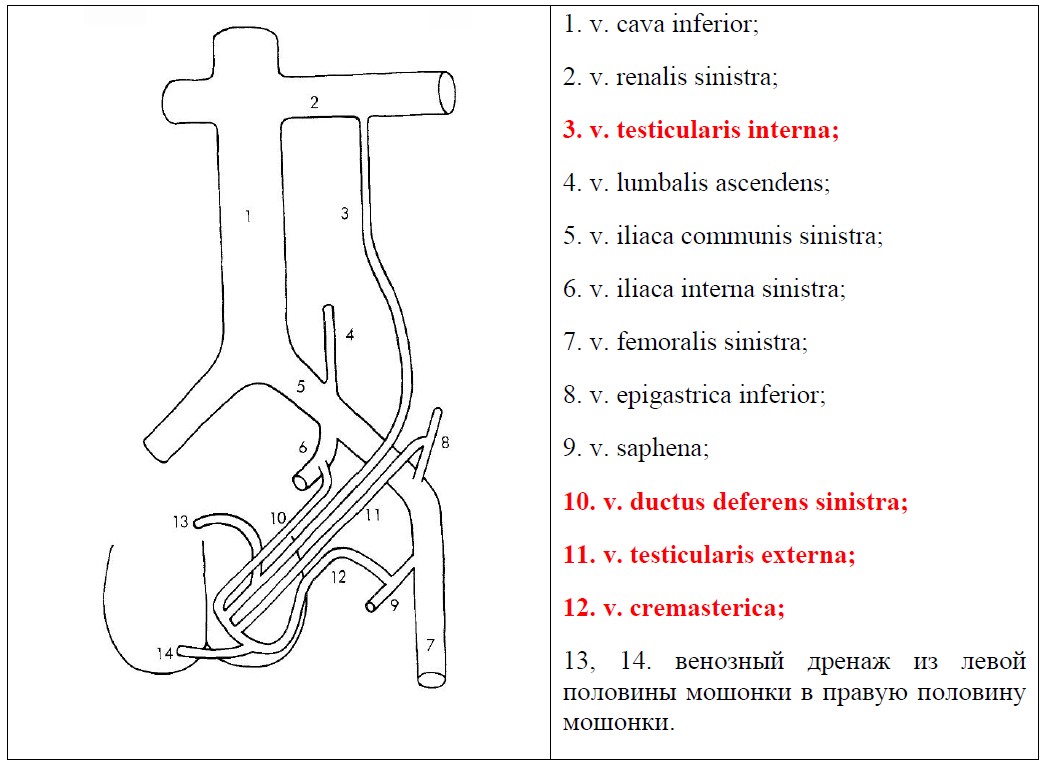 1. v. cava inferior;
2. v. renalis sinistra;
3. v. testicularis interna;
4. v. lumbalis ascendens;
5. v. iliaca communis sinistra;
6. v. iliaca interna sinistra;
7. v. femoralis sinistra;
8. v. epigastrica inferior;
9. v. saphena;
10. v. ductus deferens sinistra;
11. v. testicularis externa;
12. v. cremasterica;
13, 14. венозный дренаж из левой
половины мошонки в правую половину
мошонки.
2
1
3
4
5
8
6
13
10
11
12
9
7
14